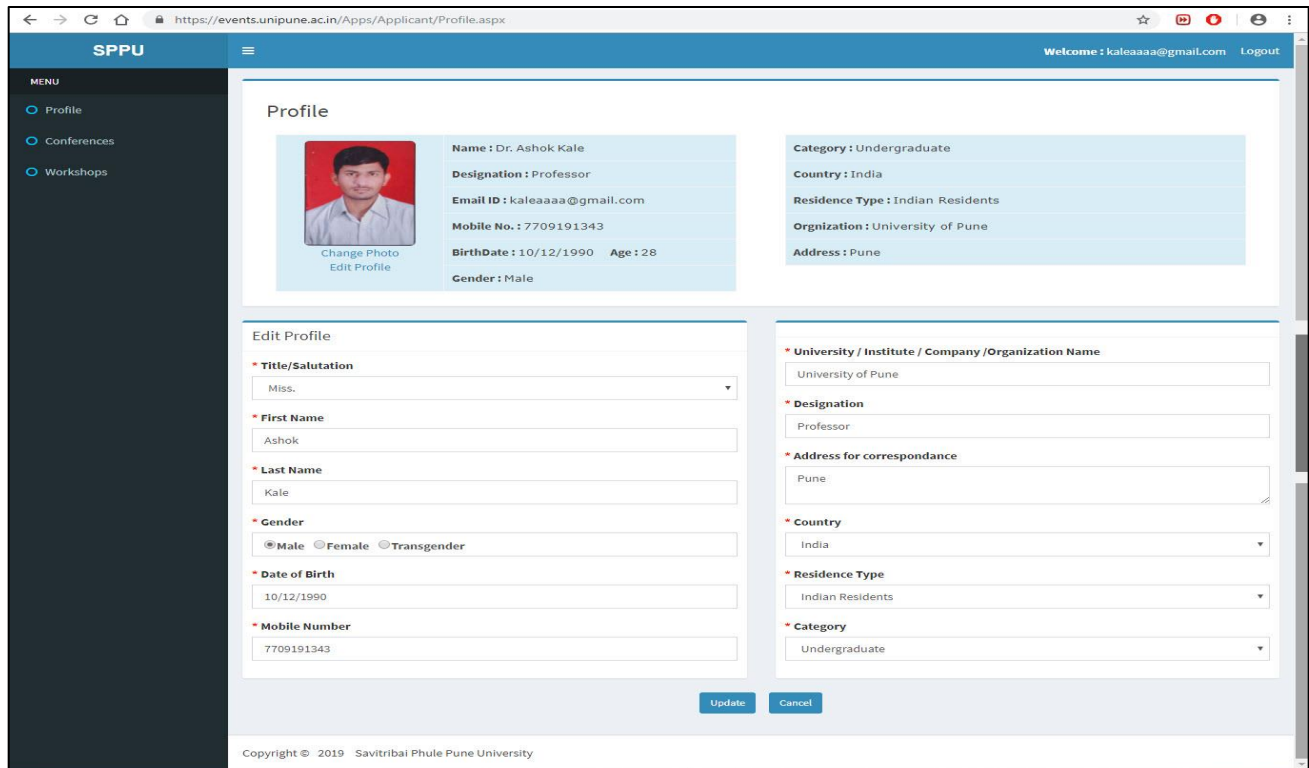 https://events.unipune.ac.in/Apps/Applicant/Profile.aspx
SPPU
Welcome : kaleaaaa@gmail.com Logout
MENU
Profile
Conferences
Workshops
Profile
Change Photo
Edit Profile
Name : Dr. Ashok Kale
Designation : Professor
Email ID : kaleaaaa@gmail.com
Mobile No. : 7709191343
BirthDate : 10/12/1990 Age : 28
Gender : Male
Category : Undergraduate
Country : India
Residence Type : Indian Residents
Orgnization : University of Pune
Address : Pune
Edit Profile
* Title/Salutation
Miss.
* First Name
Ashok
* Last Name
Kale
* Gender
Male Female Transgender
* Date of Birth
10/12/1990
* Mobile Number
7709191343
* University / Institute / Company /Organization Name
University of Pune
* Designation
Professor
* Address for correspondance
Pune
* Country
India
* Residence Type
Indian Residents
* Category
Undergraduate
Update Cancel
Copyright © 2019 Savitribai Phule Pune University